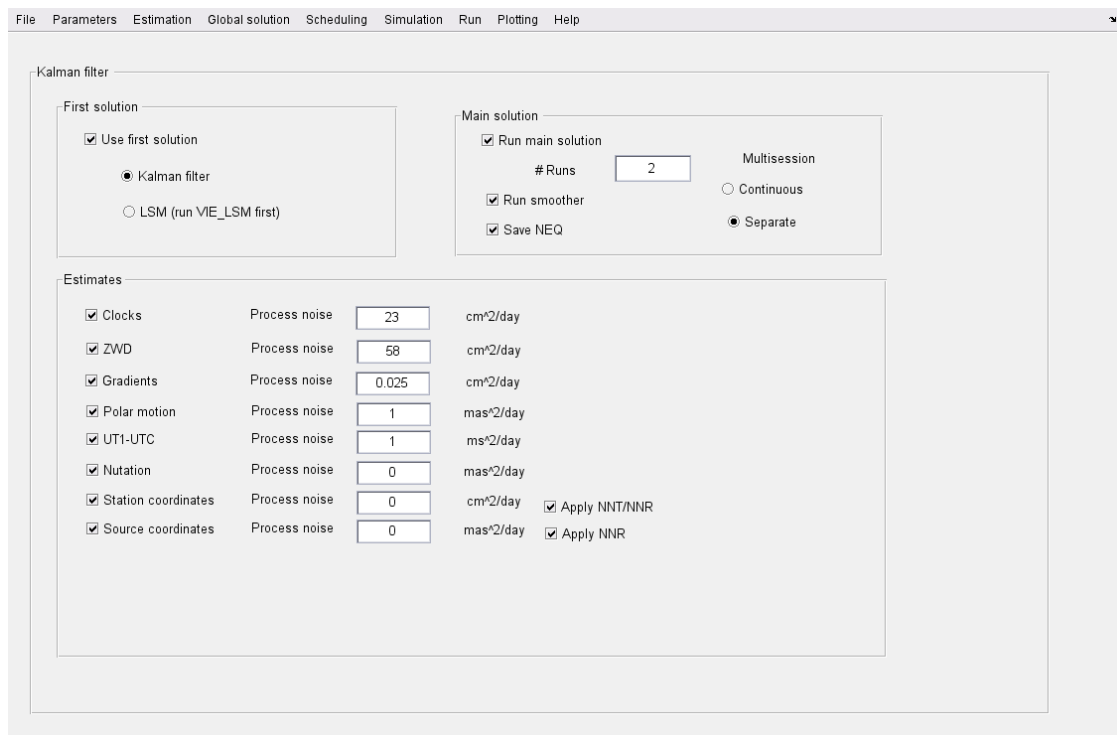 File Parameters Estimation Global solution Scheduling Simulation Run Plotting Help
Kalman filter
First solution
Use first solution
Kalman filter
LSM (run VIE_LSM first)
Main solution
Run main solution
# Runs 2
Run smoother
Save NEQ
Multisession
Continuous
Separate
Estimates
Clocks Process noise 23 cm^2/day
ZWD Process noise 58 cm^2/day
Gradients Process noise 0.025 cm^2/day
Polar motion Process noise 1 mas^2/day
UT1-UTC Process noise 1 ms^2/day
Nutation Process noise 0 mas^2/day
Station coordinates Process noise 0 cm^2/day Apply NNT/NNR
Source coordinates Process noise 0 mas^2/day Apply NNR